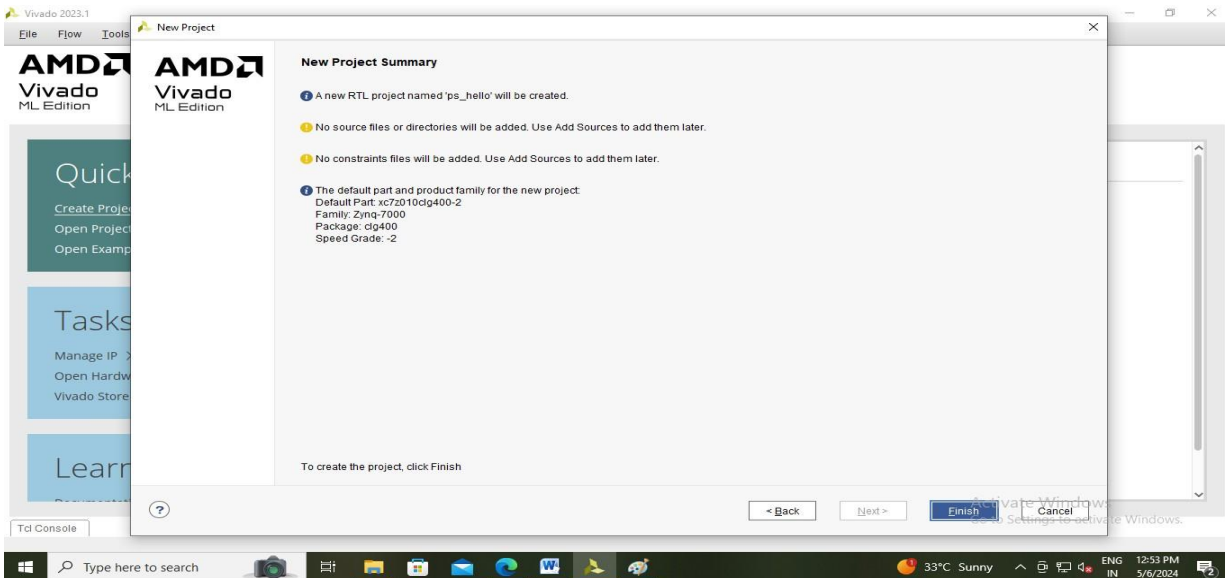 Vivado 2023.1
File Flow Tools
AMD
Vivado
ML Edition
Quick
Create Projec
Open Project
Open Examp
Tasks
Manage IP >
Open Hardw
Vivado Store
Learn
Tcl Console
New Project
AMD
Vivado
ML Edition
New Project Summary
A new RTL project named 'ps_hello' will be created.
No source files or directories will be added. Use Add Sources to add them later.
No constraints files will be added. Use Add Sources to add them later.
The default part and product family for the new project:
Default Part: xc7z010clg400-2
Family: Zynq-7000
Package: clg400
Speed Grade: -2
To create the project, click Finish
?
< Back Next > Finish Cancel
Activate Windows
Go to Settings to activate Windows.
Type here to search
33°C Sunny
ENG
IN
12:53 PM
5/6/2024
2